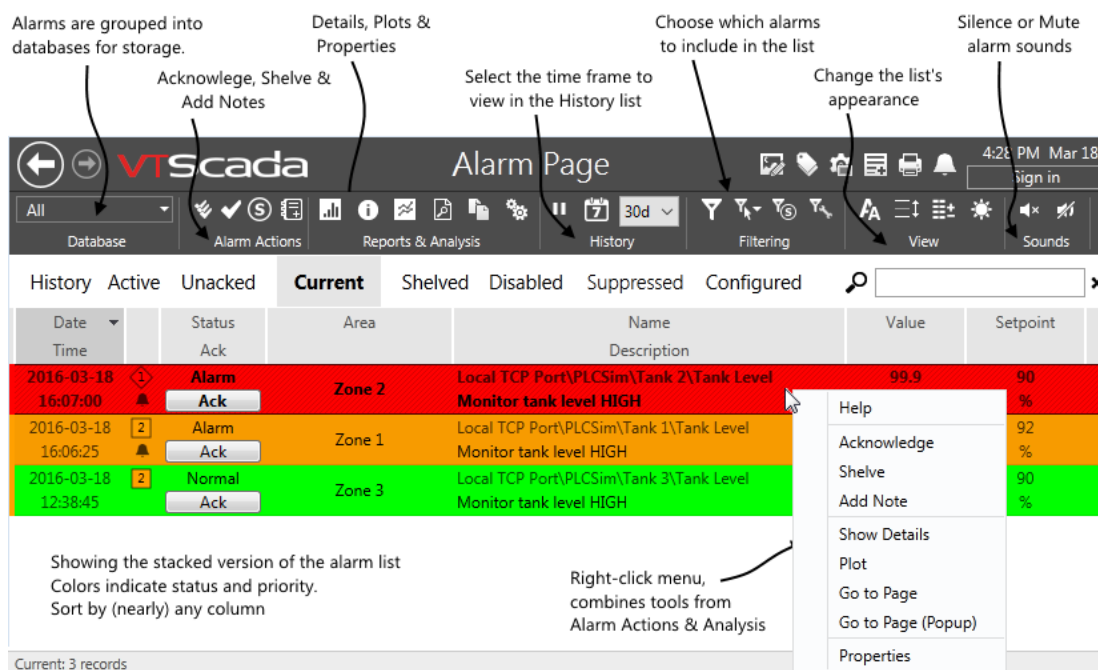 Alarms are grouped into
databases for storage.
Details, Plots &
Properties
Choose which alarms
to include in the list
Silence or Mute
alarm sounds
Acknowlege, Shelve &
Add Notes
Select the time frame to
view in the History list
Change the list's
appearance
VTScada
Alarm Page
4:28 PM Mar 18
Sign in
All
S
7
30d
S
A A
Database
Alarm Actions
Reports & Analysis
History
Filtering
View
Sounds
History Active Unacked Current Shelved Disabled Suppressed Configured
Date Status Area Name Value Setpoint
Time Ack Description
2016-03-18 1 Alarm Zone 2 Local TCP Port\PLCSim\Tank 2\Tank Level 99.9 90
16:07:00 Ack Monitor tank level HIGH %
2016-03-18 2 Alarm Zone 1 Local TCP Port\PLCSim\Tank 1\Tank Level 92
16:06:25 Ack Monitor tank level HIGH %
2016-03-18 2 Normal Zone 3 Local TCP Port\PLCSim\Tank 3\Tank Level 90
12:38:45 Ack Monitor tank level HIGH %
Help
Acknowledge
Shelve
Add Note
Show Details
Plot
Go to Page
Go to Page (Popup)
Properties
Showing the stacked version of the alarm list
Colors indicate status and priority.
Sort by (nearly) any column
Right-click menu,
combines tools from
Alarm Actions & Analysis
Current: 3 records